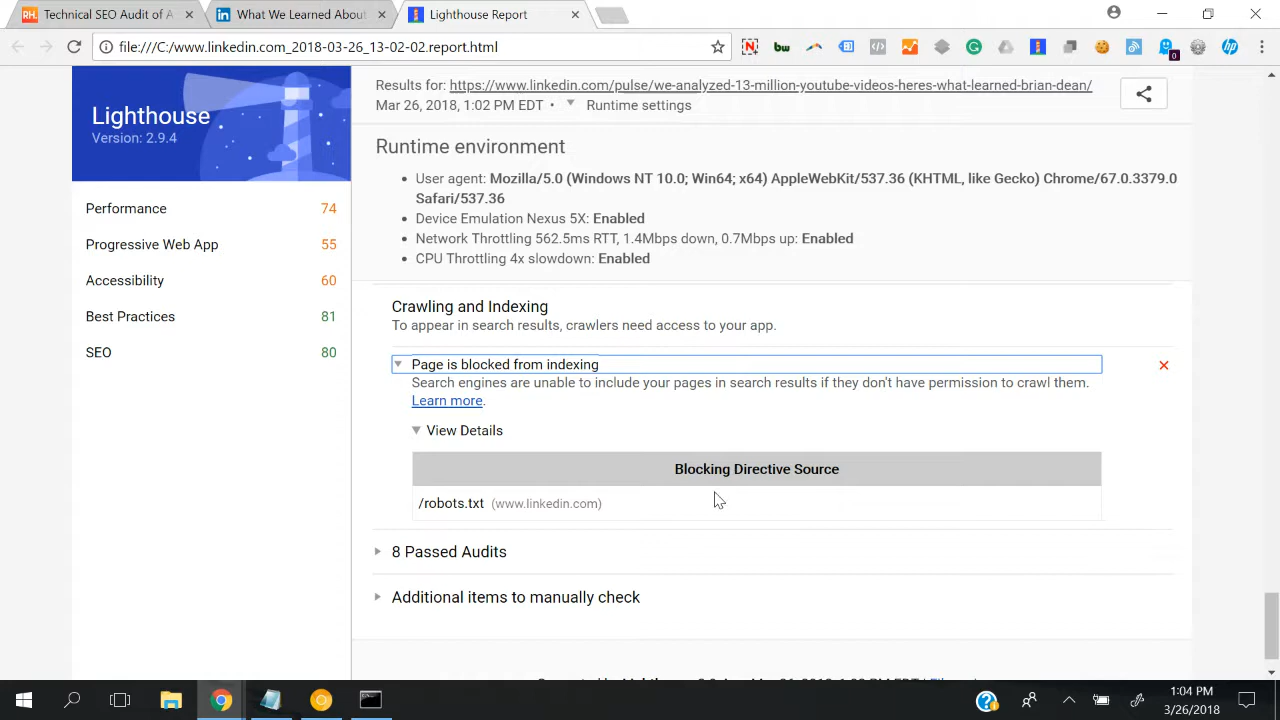 Technical SEO Audit of A
What We Learned About
Lighthouse Report
file:///C:/www.linkedin.com_2018-03-26_13-02-02.report.html
Lighthouse
Version: 2.9.4
Performance 74
Progressive Web App 55
Accessibility 60
Best Practices 81
SEO 80
Results for: https://www.linkedin.com/pulse/we-analyzed-13-million-youtube-videos-heres-what-learned-brian-dean/
Mar 26, 2018, 1:02 PM EDT • Runtime settings
Runtime environment
• User agent: Mozilla/5.0 (Windows NT 10.0; Win64; x64) AppleWebKit/537.36 (KHTML, like Gecko) Chrome/67.0.3379.0
Safari/537.36
• Device Emulation Nexus 5X: Enabled
• Network Throttling 562.5ms RTT, 1.4Mbps down, 0.7Mbps up: Enabled
• CPU Throttling 4x slowdown: Enabled
Crawling and Indexing
To appear in search results, crawlers need access to your app.
Page is blocked from indexing
Search engines are unable to include your pages in search results if they don't have permission to crawl them.
Learn more.
View Details
Blocking Directive Source
/robots.txt (www.linkedin.com)
8 Passed Audits
Additional items to manually check
1:04 PM
3/26/2018